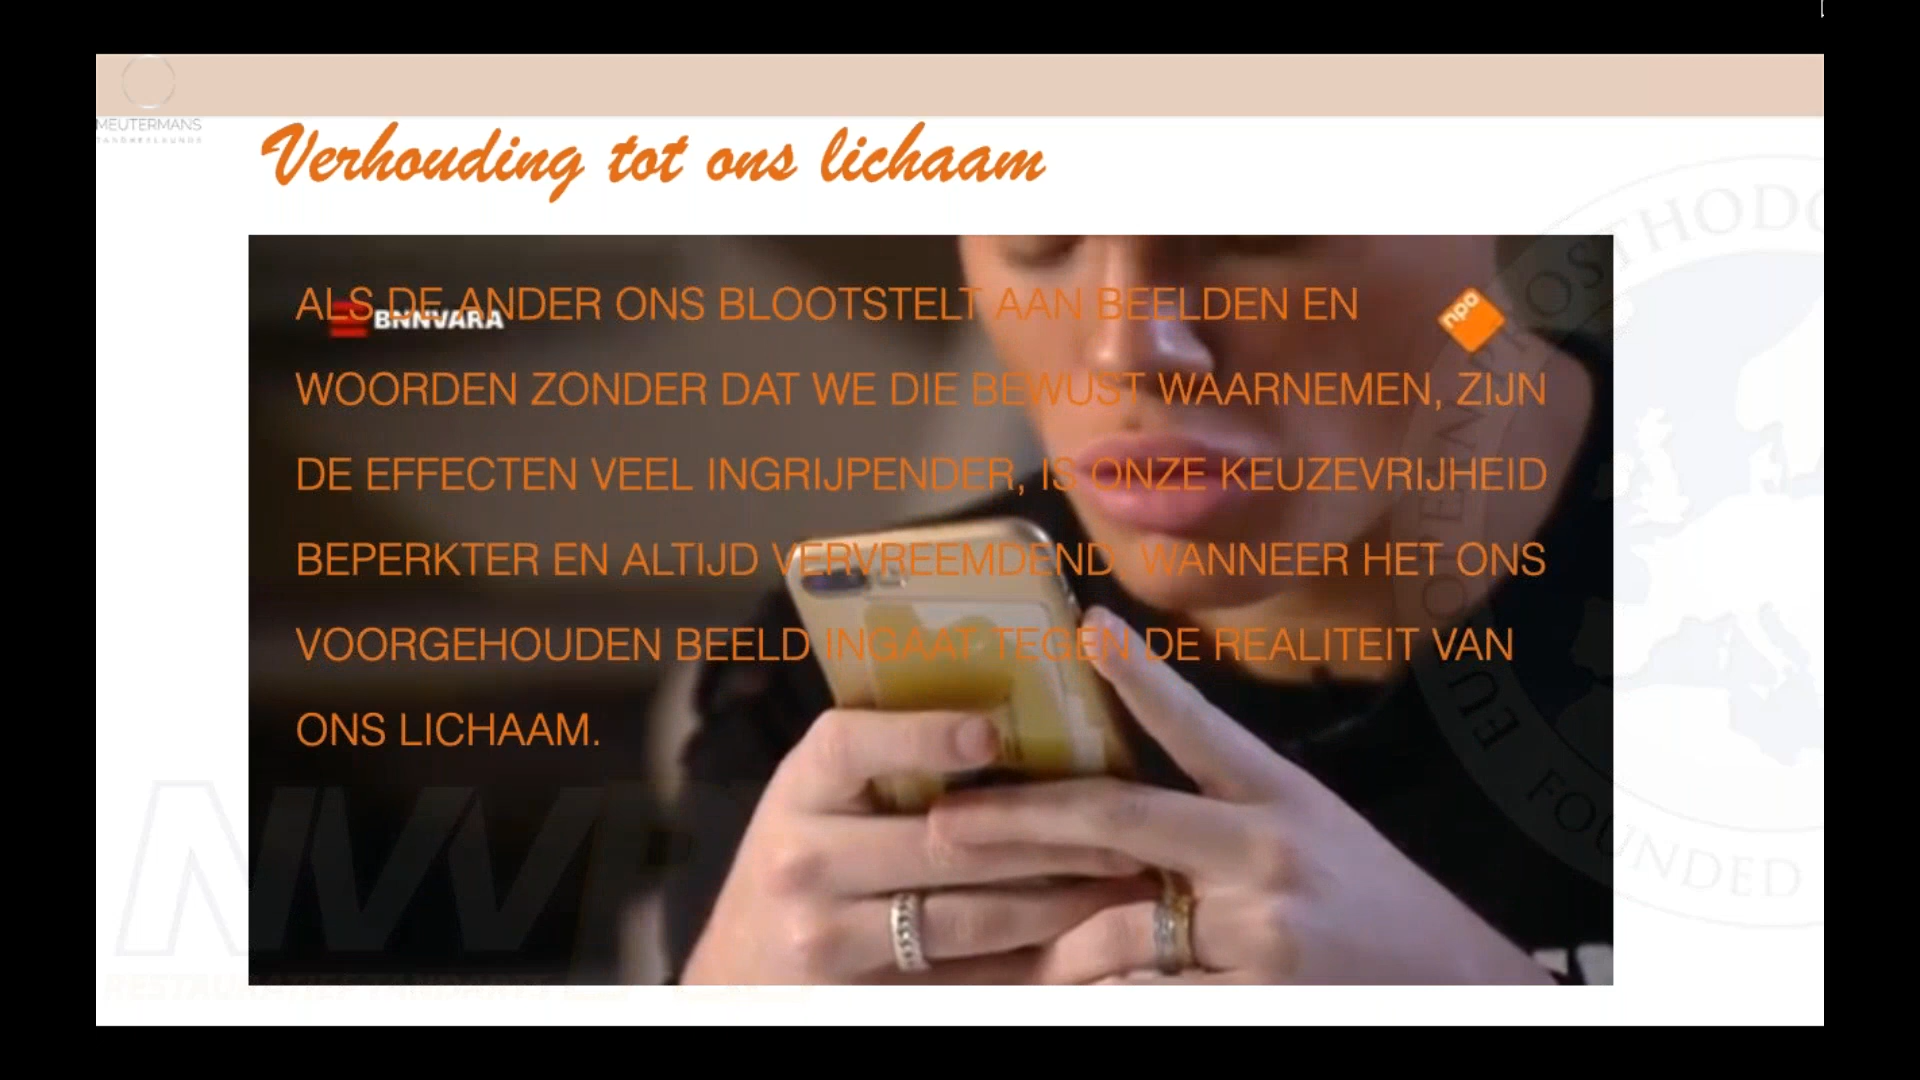 MEUTERMANS
TANDHEELKUNDE
Verhouding tot ons lichaam
ALS DE ANDER ONS BLOOTSTELT AAN BEELDEN EN
BNNVARA
npo
WOORDEN ZONDER DAT WE DIE BEWUST WAARNEMEN, ZIJN
DE EFFECTEN VEEL INGRIJPENDER, IS ONZE KEUZEVRIJHEID
BEPERKTER EN ALTIJD VERVREEMDEND WANNEER HET ONS
VOORGEHOUDEN BEELD INGAAT TEGEN DE REALITEIT VAN
ONS LICHAAM.
FOUNDED